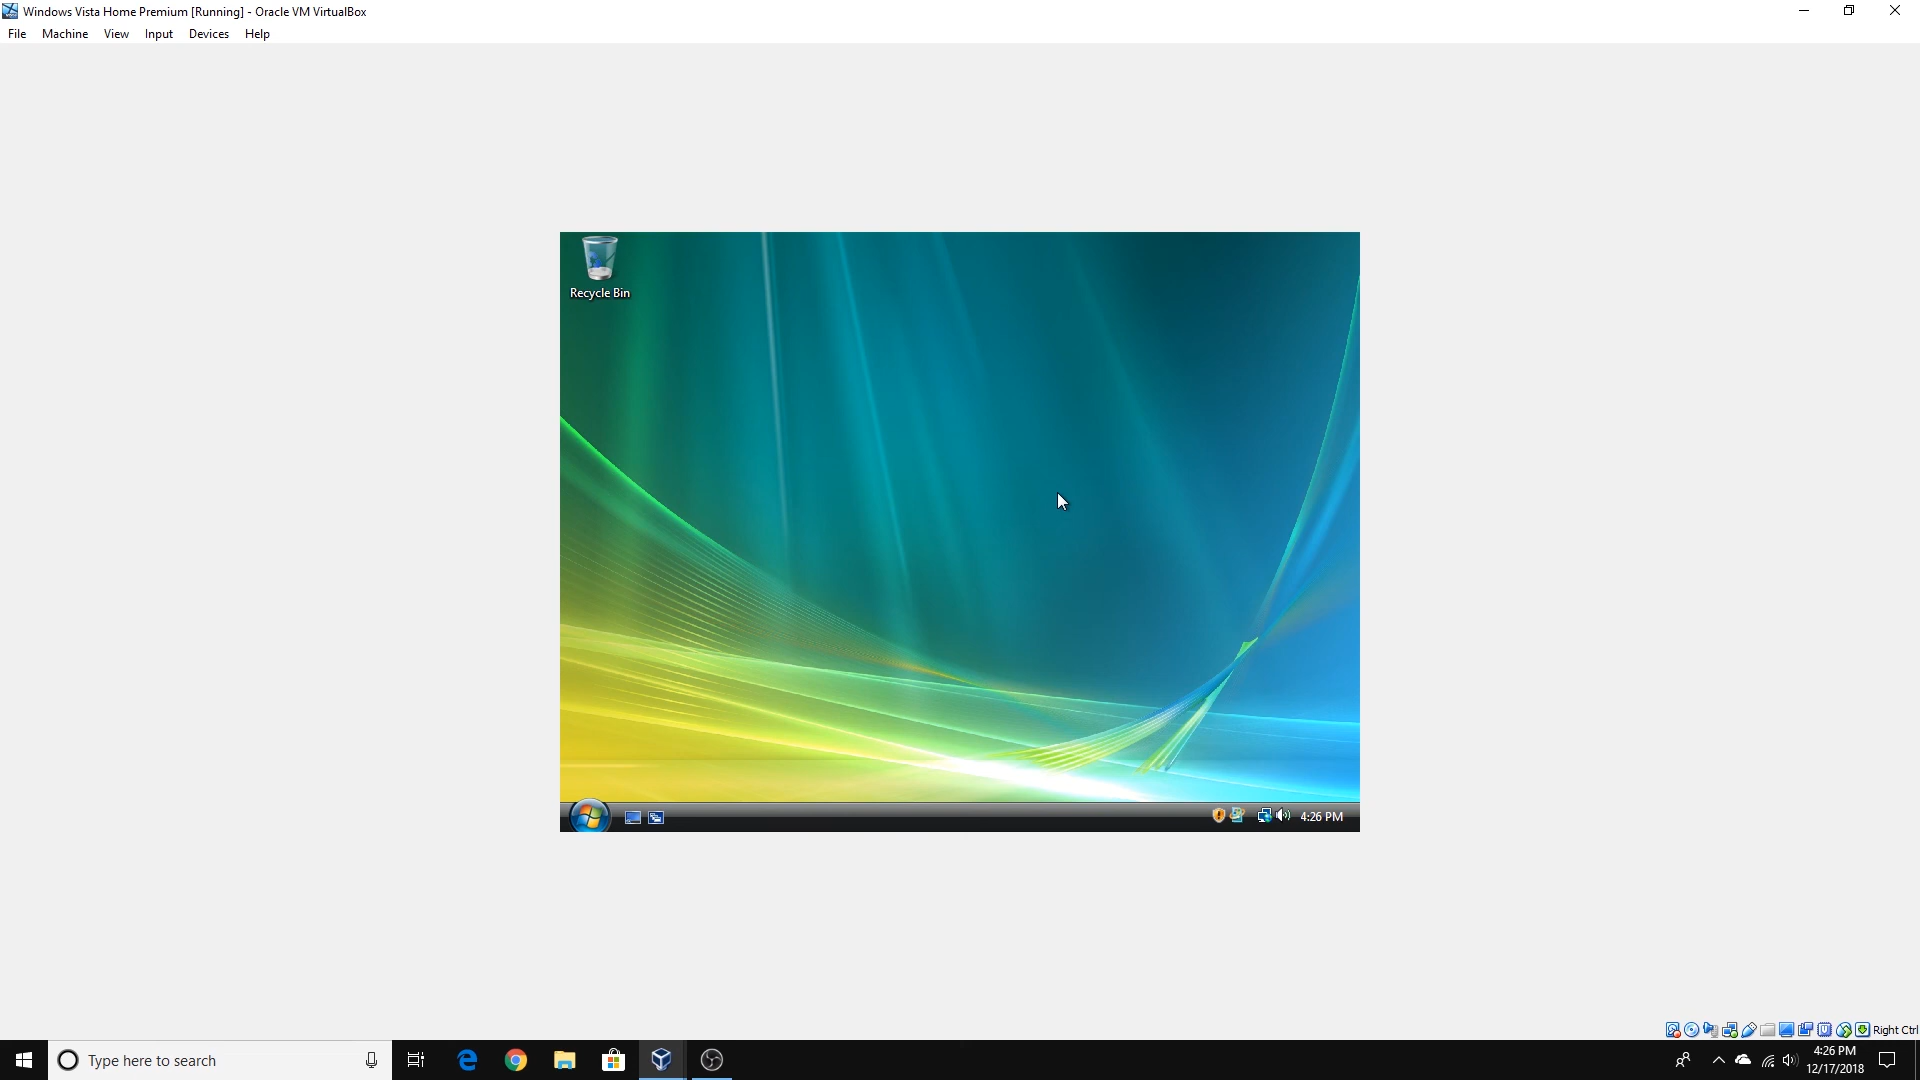 Windows Vista Home Premium [Running] - Oracle VM VirtualBox
File Machine View Input Devices Help
Recycle Bin
4:26 PM
Right Ctrl
Type here to search
4:26 PM
12/17/2018